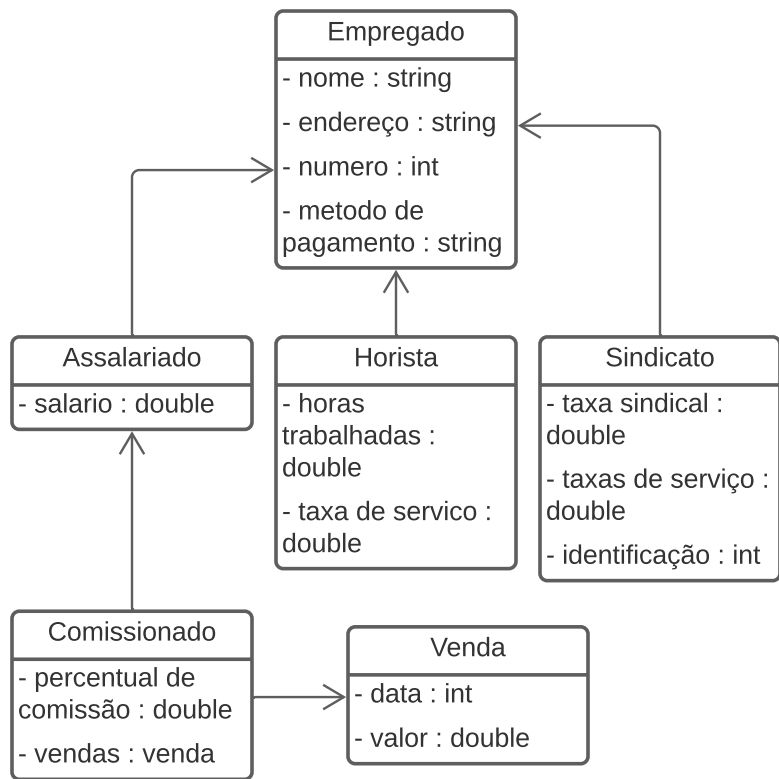 Empregado
- nome : string
- endereço : string
- numero : int
- metodo de
pagamento : string
Assalariado
- salario : double
Horista
- horas
trabalhadas :
double
- taxa de servico :
double
Sindicato
- taxa sindical :
double
- taxas de serviço :
double
- identificação : int
Comissionado
- percentual de
comissão : double
- vendas : venda
Venda
- data : int
- valor : double